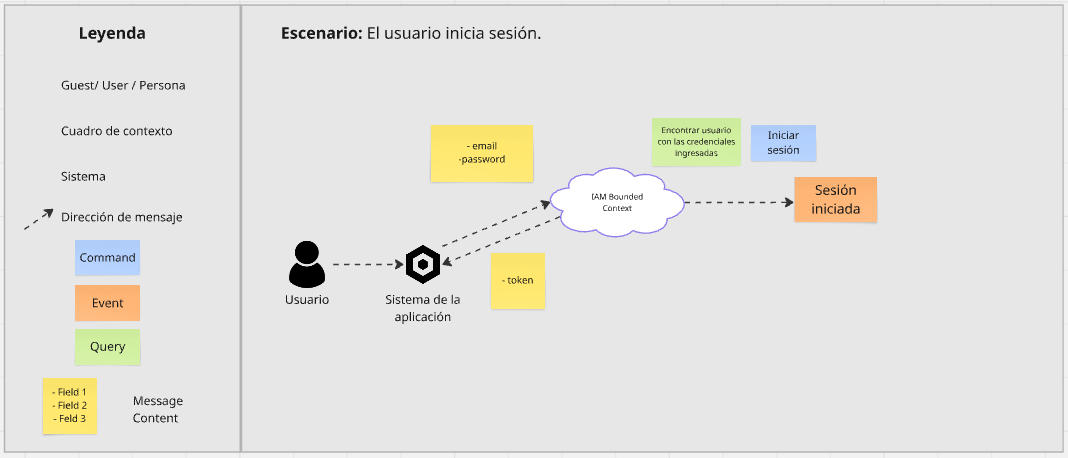 Leyenda
Guest/ User / Persona
Cuadro de contexto
Sistema
Dirección de mensaje
Command
Event
Query
- Field 1
- Field 2
- Feld 3
Message
Content
Escenario: El usuario inicia sesión.
- email
-password
Encontrar usuario
con las credenciales
ingresadas
Iniciar
sesión
IAM Bounded
Context
Sesión
iniciada
- token
Usuario
Sistema de la
aplicación